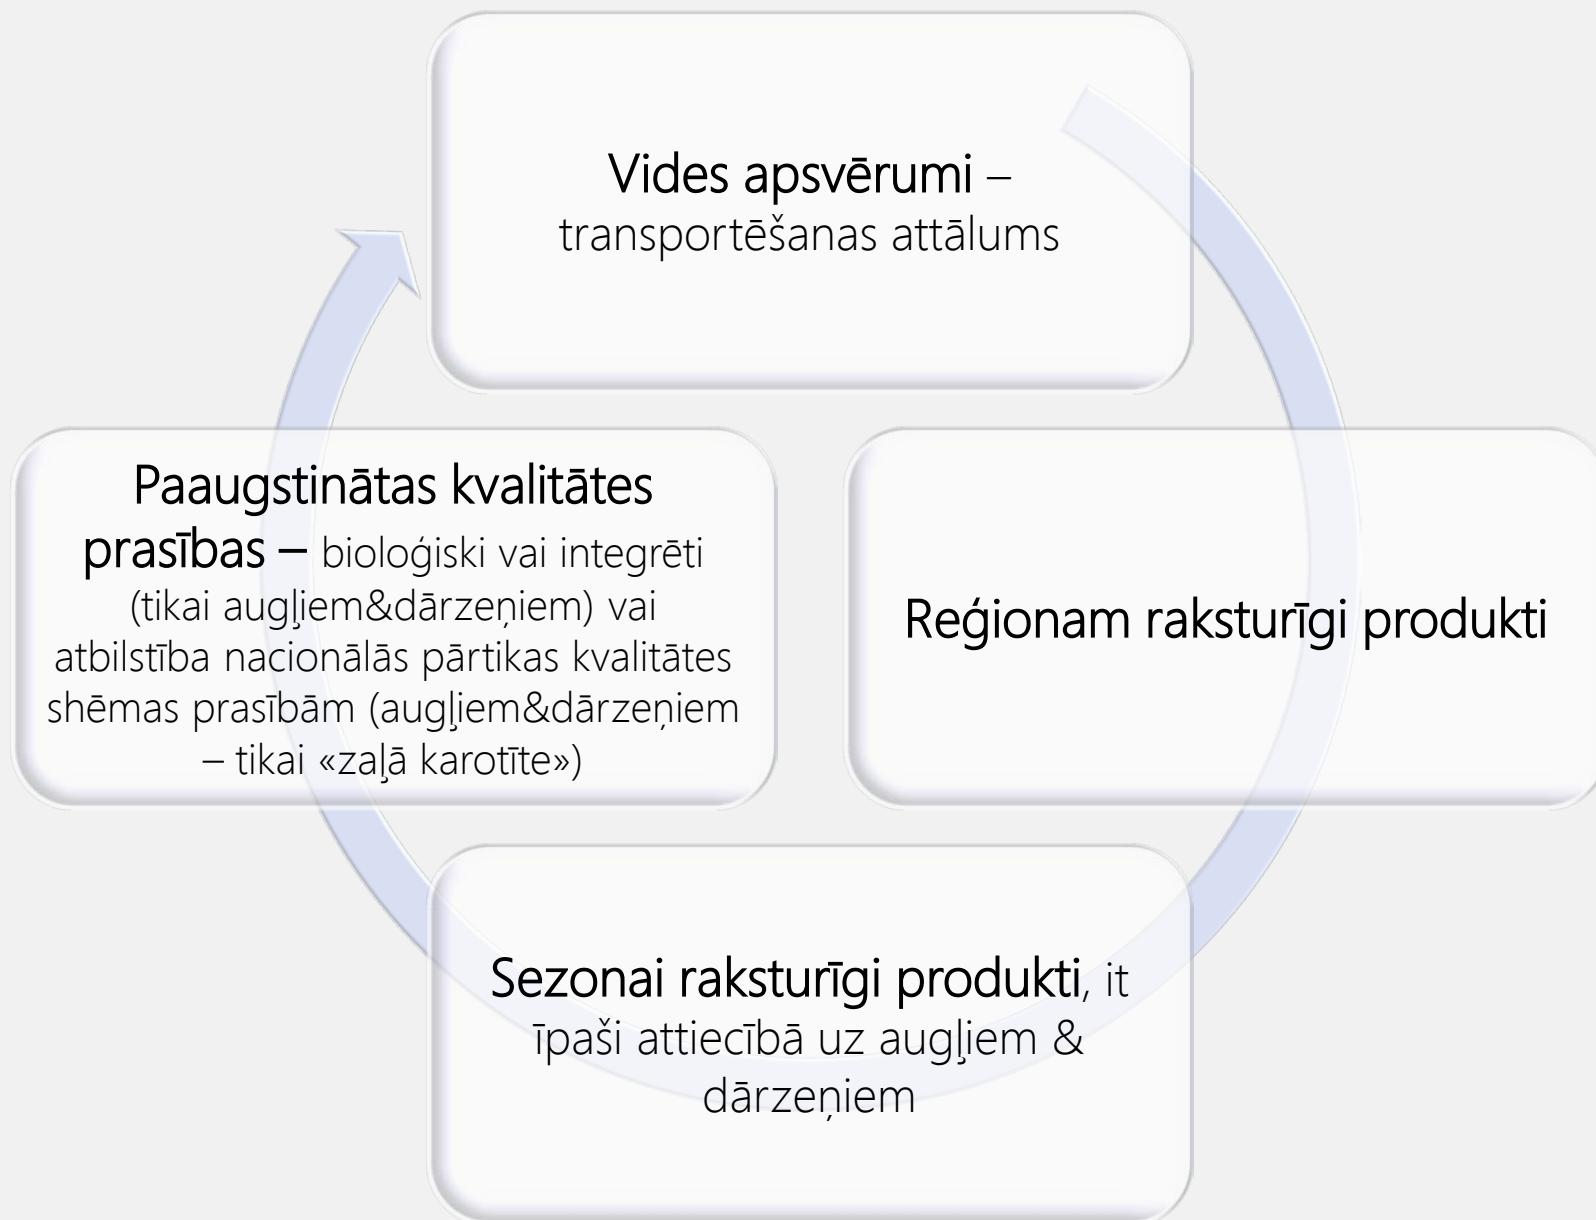 Vides apsvērumi –
transportēšanas attālums
Reģionam raksturīgi produkti
Sezonai raksturīgi produkti, it
īpaši attiecībā uz augļiem &
dārzeņiem
Paaugstinātas kvalitātes
prasības – bioloģiski vai integrēti
(tikai augļiem&dārzeņiem) vai
atbilstība nacionālās pārtikas kvalitātes
shēmas prasībām (augļiem&dārzeņiem
– tikai «zaļā karotīte»)